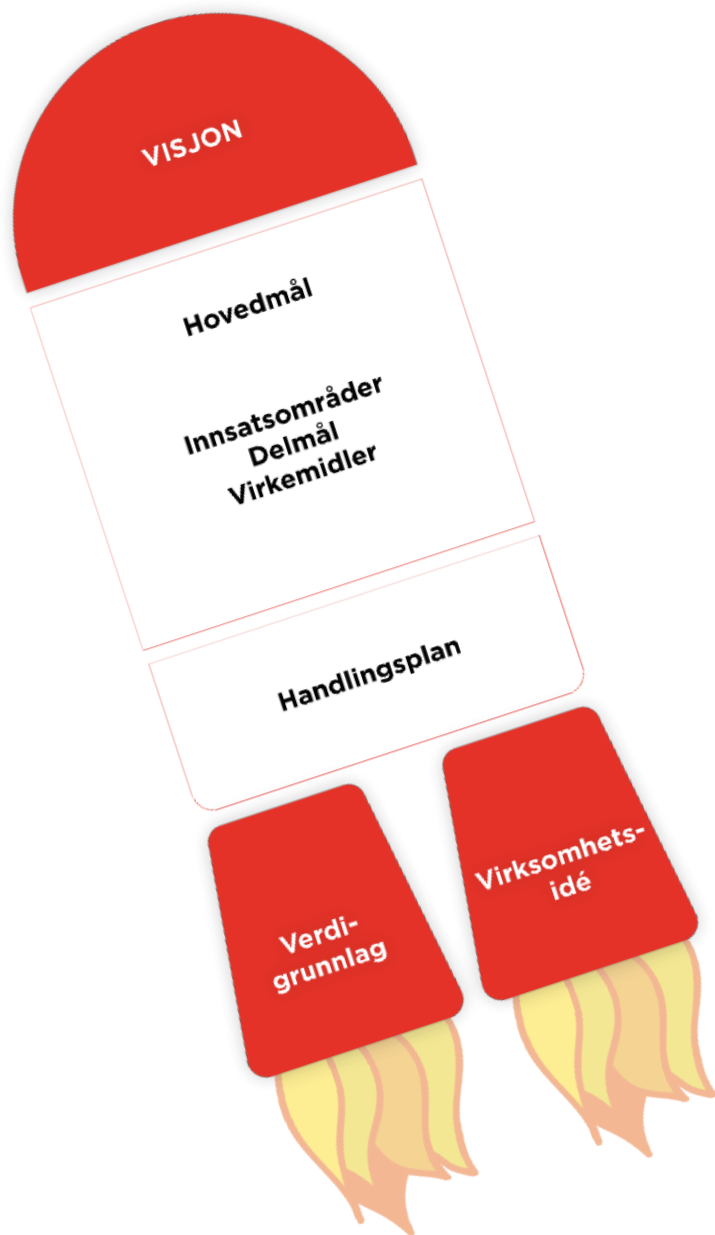 VISJON
Hovedmål
Innsatsområder
Delmål
Virkemidler
Handlingsplan
Verdi-
grunnlag
Virksomhets-
idé